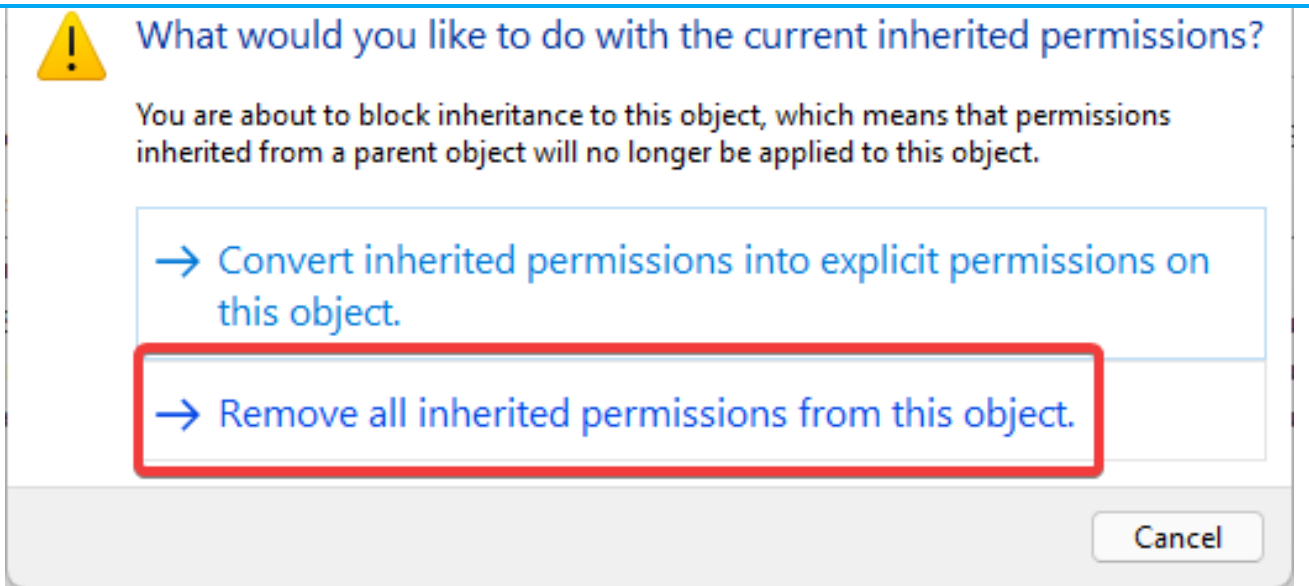 What would you like to do with the current inherited permissions?
You are about to block inheritance to this object, which means that permissions
inherited from a parent object will no longer be applied to this object.
→ Convert inherited permissions into explicit permissions on
this object.
→ Remove all inherited permissions from this object.
Cancel